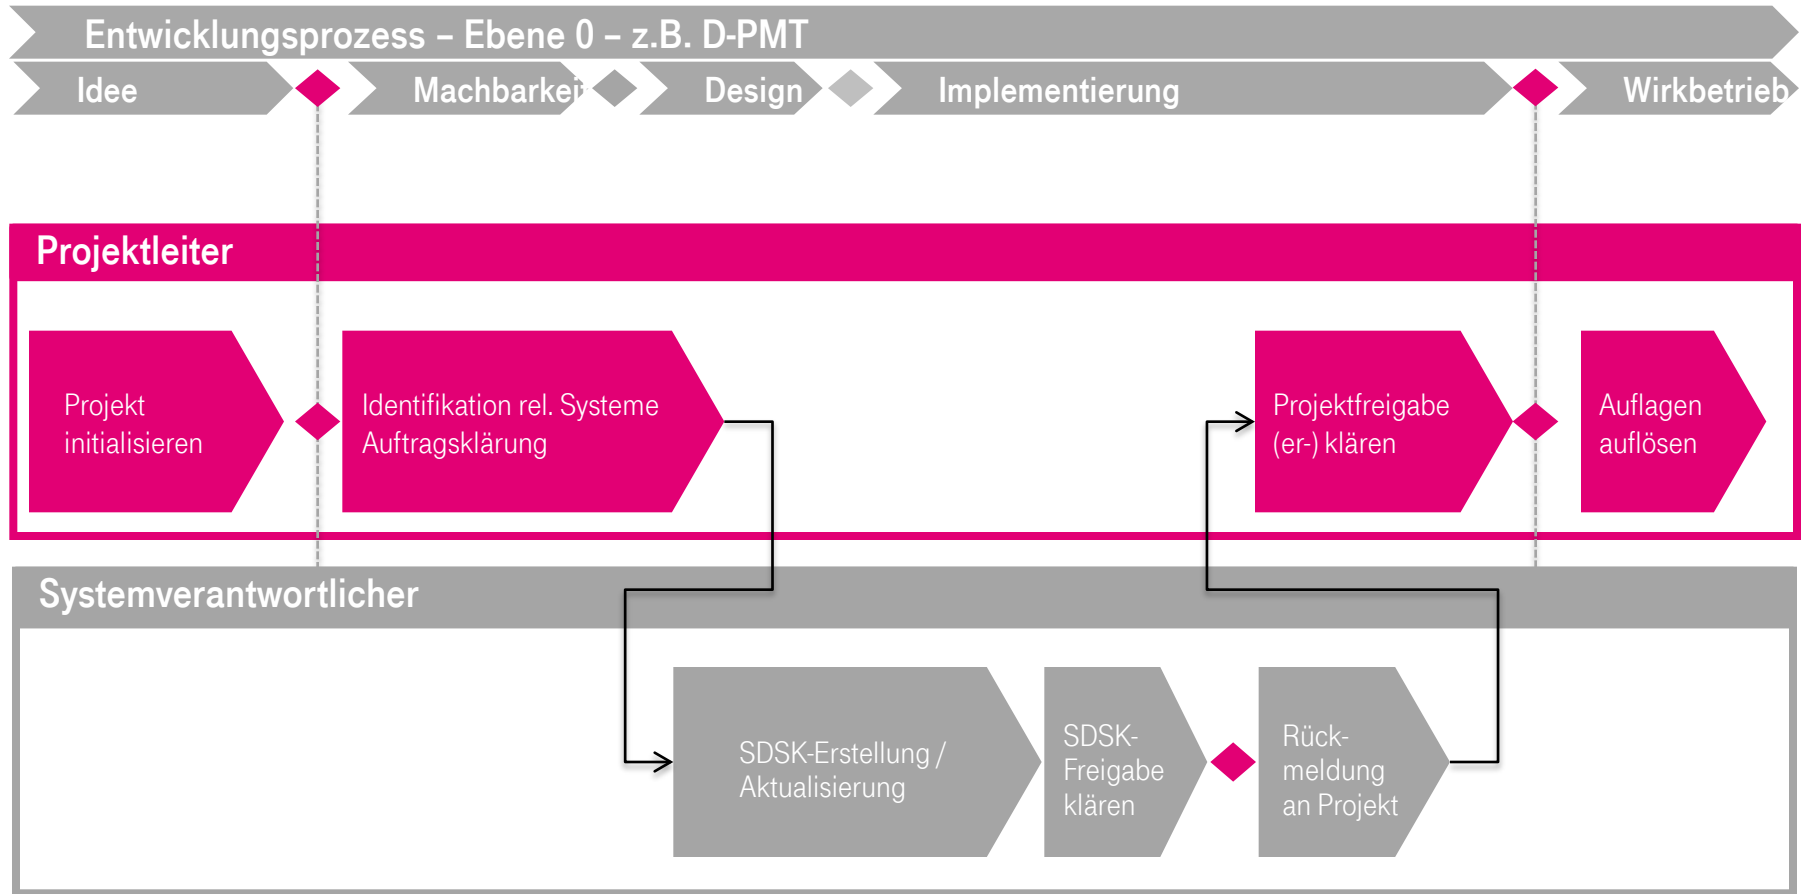 Entwicklungsprozess – Ebene 0 – z.B. D-PMT
Idee
Machbarkei
Design
Implementierung
Wirkbetrieb
Projektleiter
Projekt
initialisieren
Identifikation rel. Systeme
Auftragsklärung
Projektfreigabe
(er-) klären
Auflagen
auflösen
Systemverantwortlicher
SDSK-Erstellung /
Aktualisierung
SDSK-
Freigabe
klären
Rück-
meldung
an Projekt